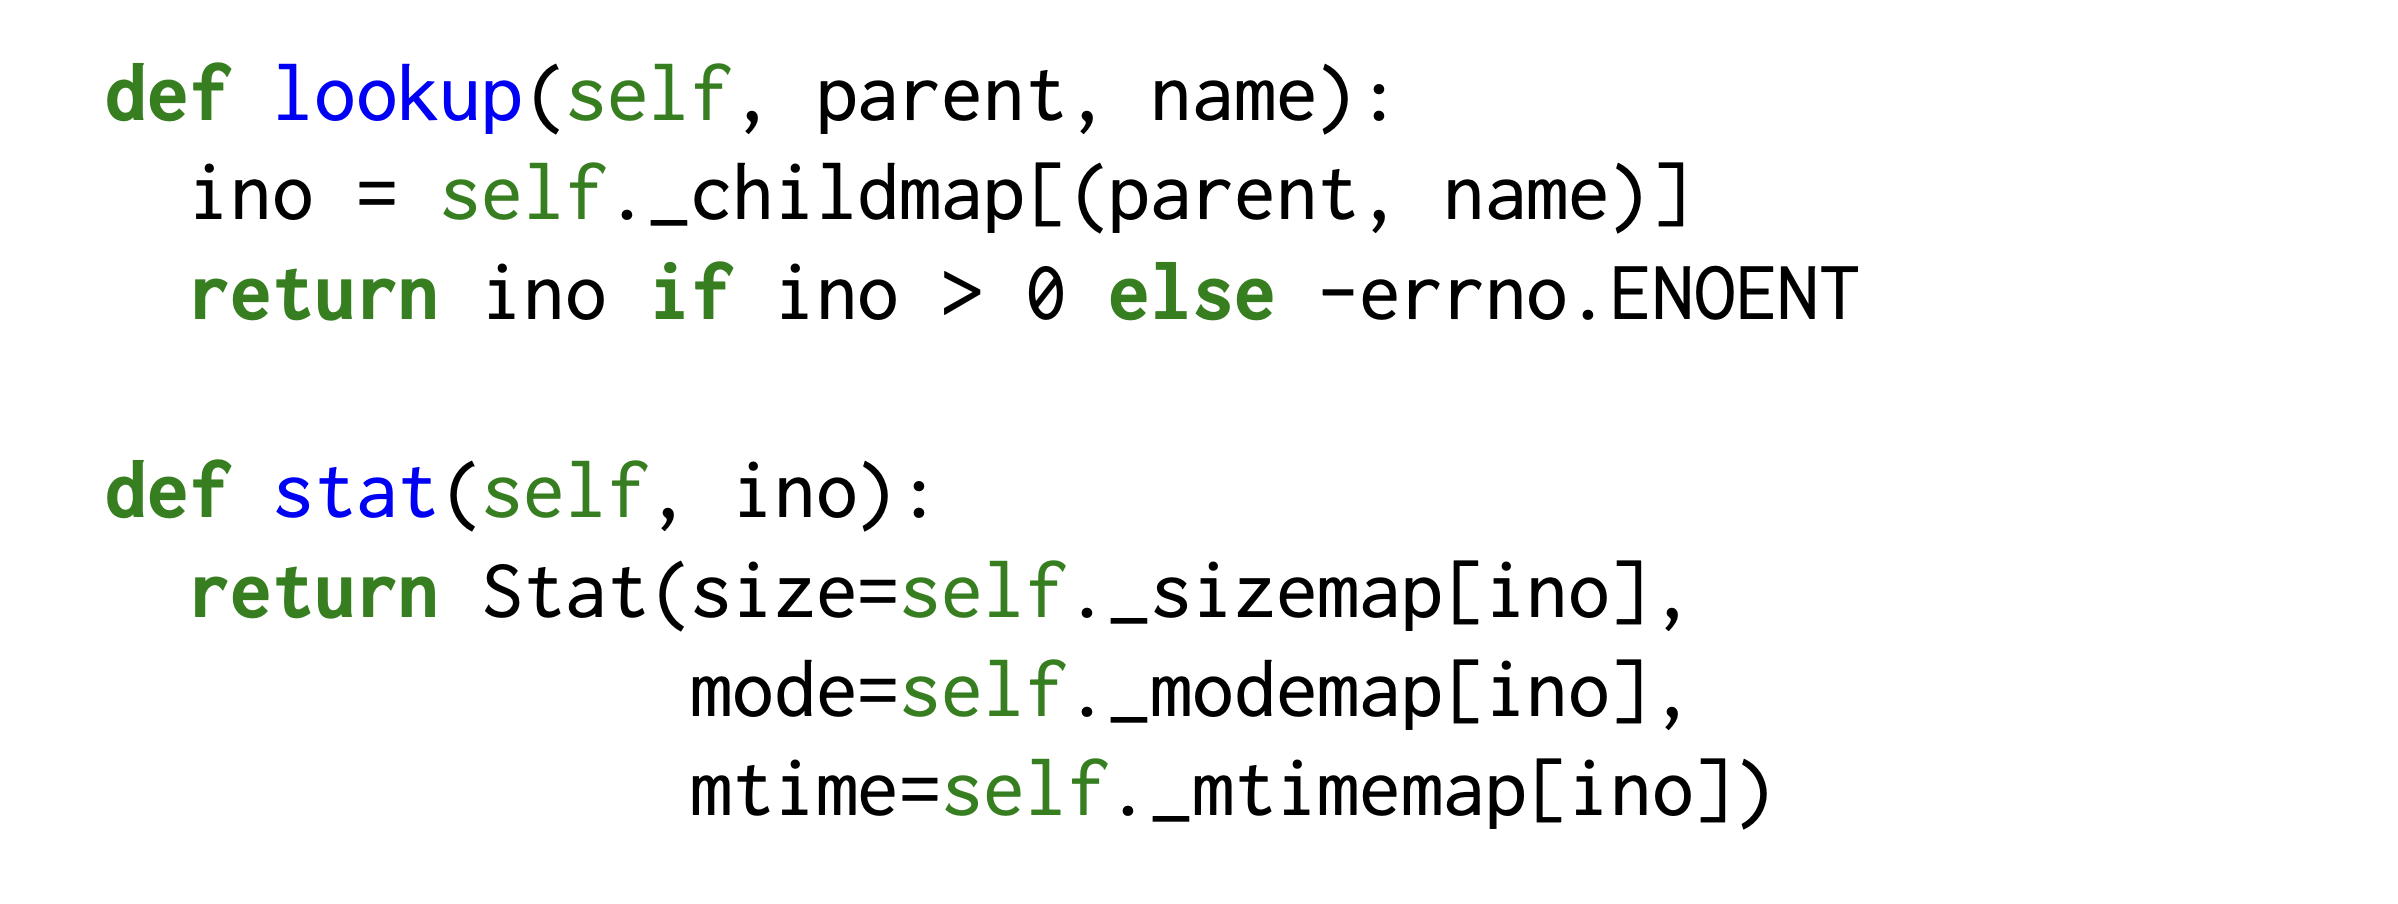 def lookup(self, parent, name):
  ino = self._childmap[(parent, name)]
  return ino if ino > 0 else -errno.ENOENT

def stat(self, ino):
  return Stat(size=self._sizemap[ino],
              mode=self._modemap[ino],
              mtime=self._mtimemap[ino])